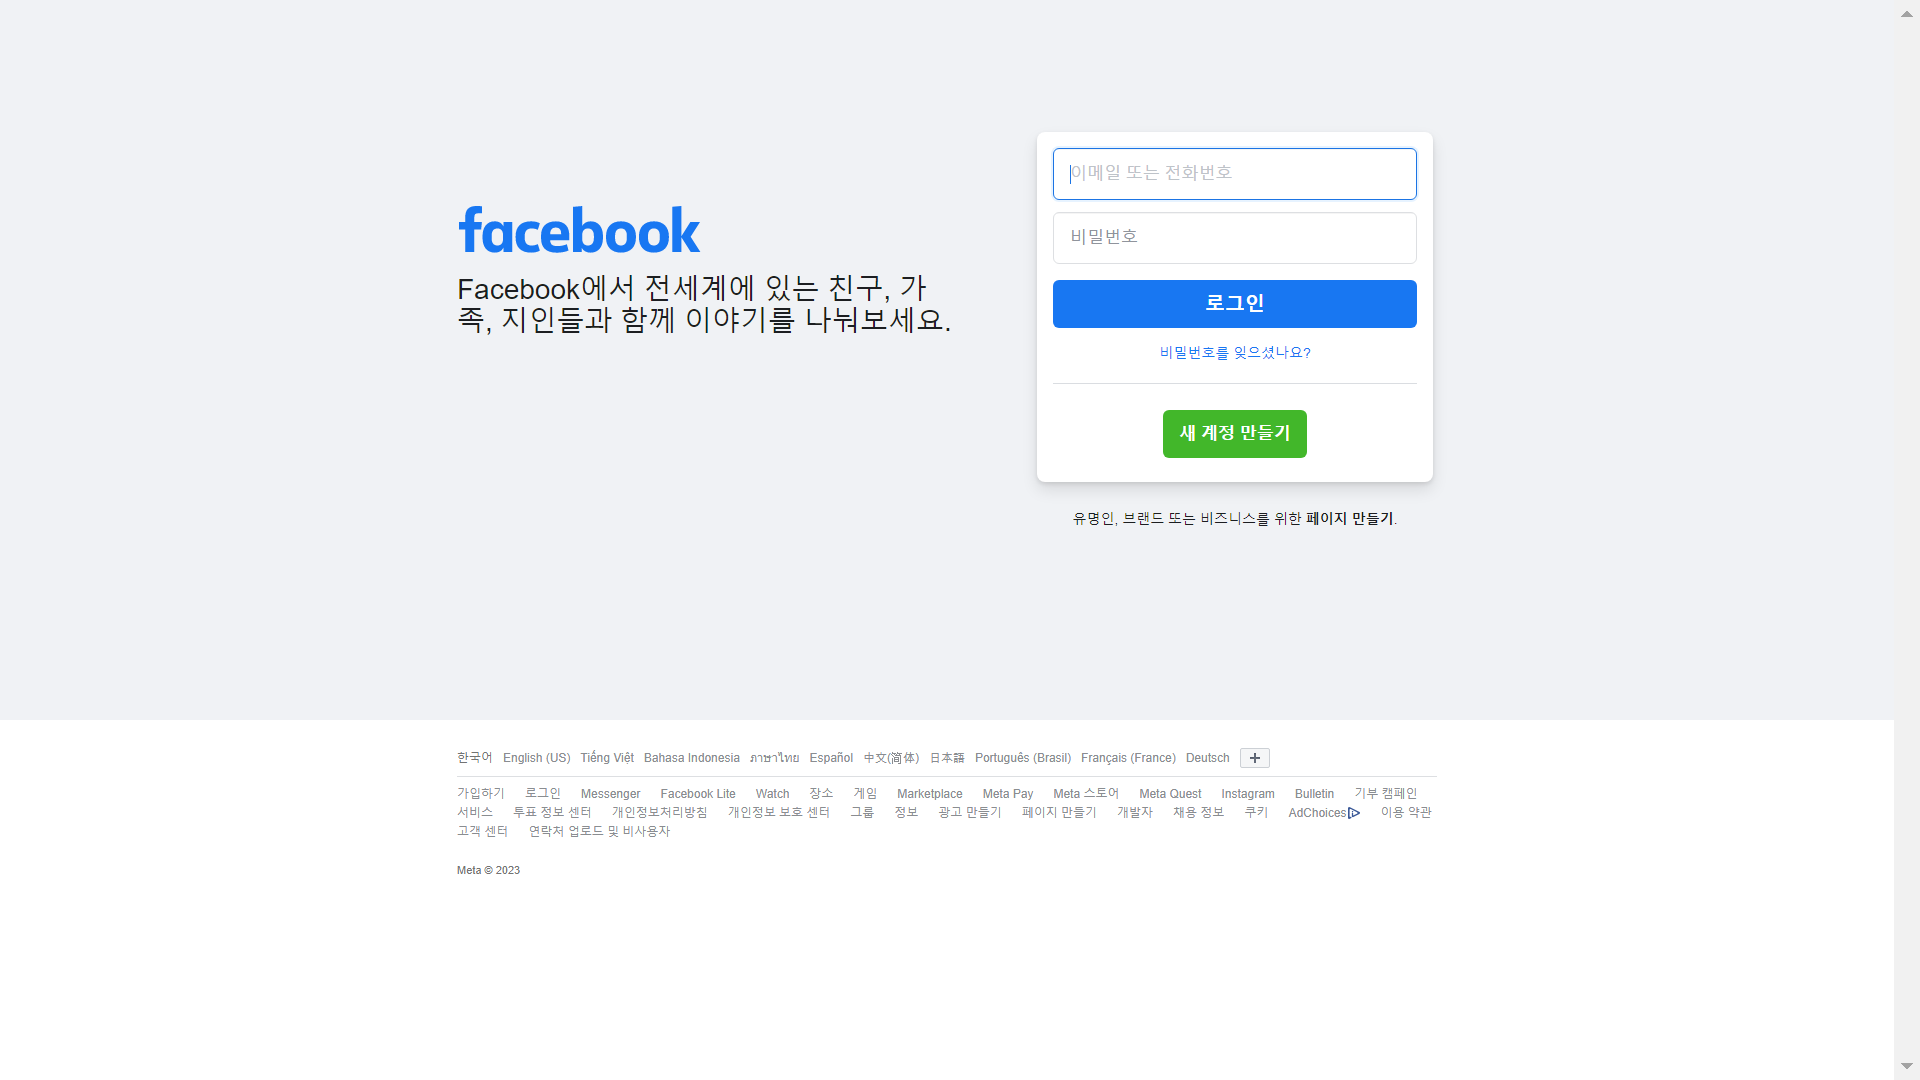 facebook
Facebook에서 전세계에 있는 친구, 가
족, 지인들과 함께 이야기를 나눠보세요.
이메일 또는 전화번호
비밀번호
로그인
비밀번호를 잊으셨나요?
새 계정 만들기
유명인, 브랜드 또는 비즈니스를 위한 페이지 만들기.
한국어 English (US) Tiếng Việt Bahasa Indonesia ภาษาไทย Español 中文(简体) 日本語 Português (Brasil) Français (France) Deutsch
가입하기 로그인 Messenger Facebook Lite Watch 장소 게임 Marketplace Meta Pay Meta 스토어 Meta Quest Instagram Bulletin 기부 캠페인
서비스 투표 정보 센터 개인정보처리방침 개인정보 보호 센터 그룹 정보 광고 만들기 페이지 만들기 개발자 채용 정보 쿠키 AdChoices 이용 약관
고객 센터 연락처 업로드 및 비사용자
Meta © 2023